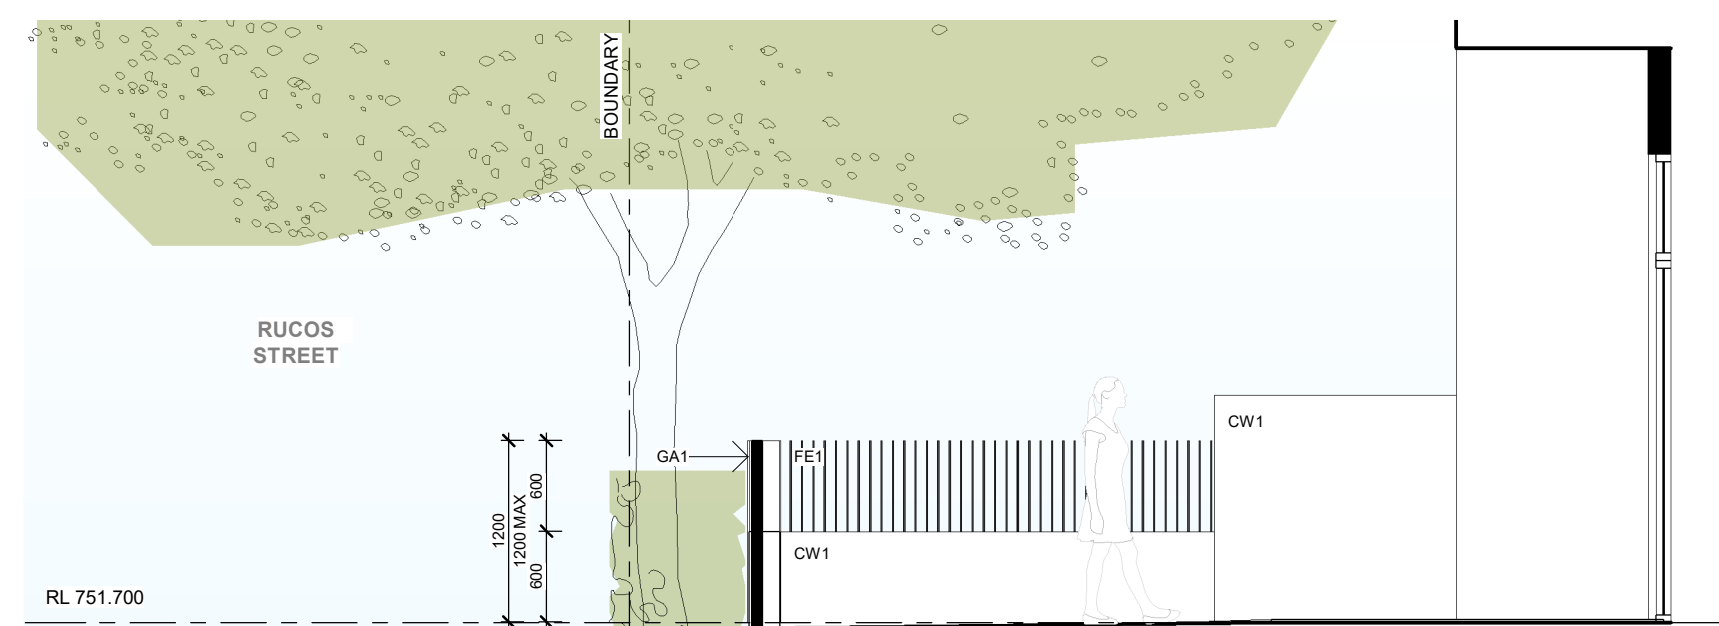 BOUNDARY
RUCOS
STREET
CW1
GA1
FE1
600
1200
1200 MAX
CW1
600
RL 751.700